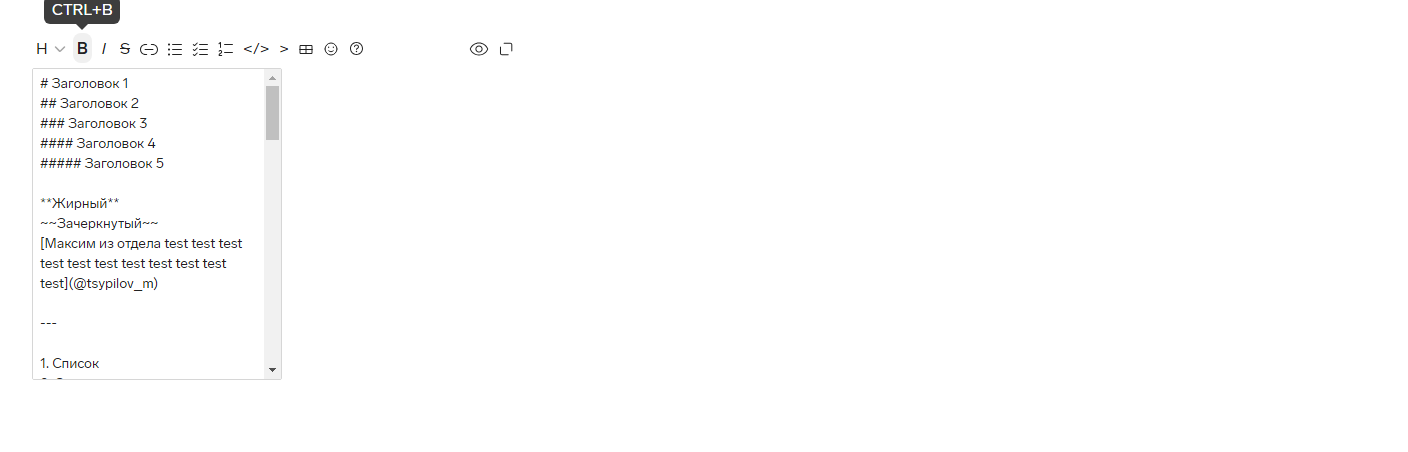 CTRL+B
H B I S </> >
# Заголовок 1
## Заголовок 2
### Заголовок 3
#### Заголовок 4
##### Заголовок 5
**Жирный**
~~Зачеркнутый~~
[Максим из отдела test test test
test test test test test test test
test](@tsypilov_m)
---
1. Список